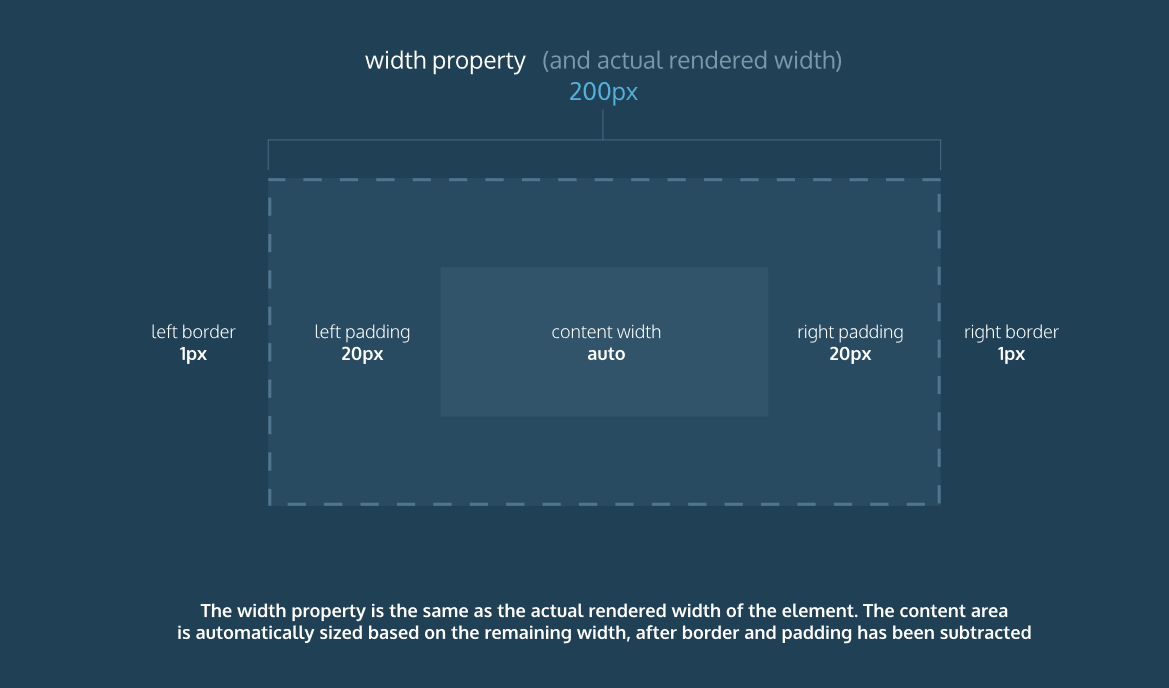 width property (and actual rendered width)
200px
left border
1px
left padding
20px
content width
auto
right padding
20px
right border
1px
The width property is the same as the actual rendered width of the element. The content area
is automatically sized based on the remaining width, after border and padding has been subtracted